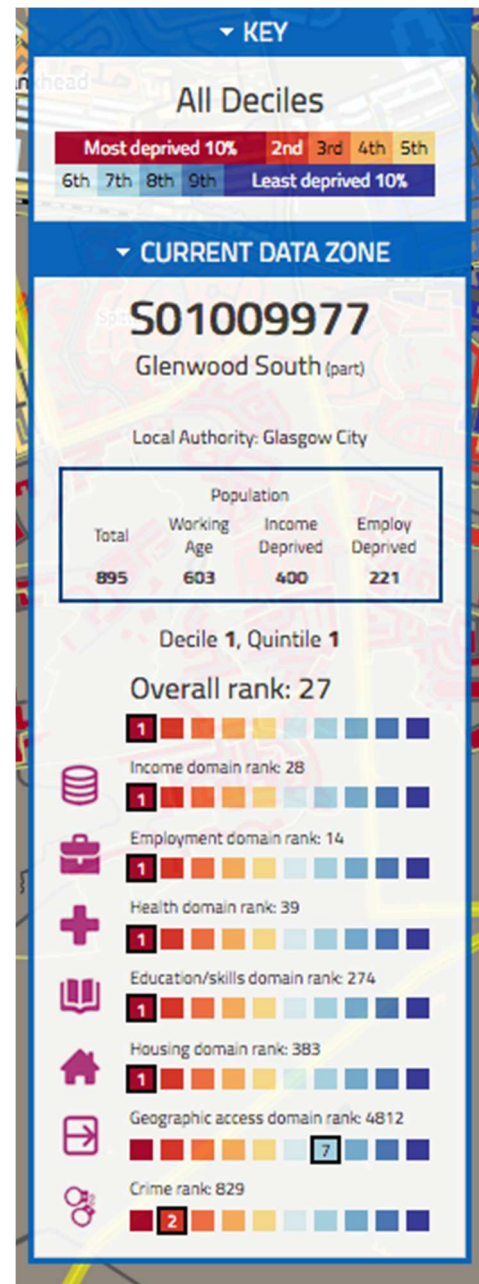 KEY
All Deciles
Most deprived 10% 2nd 3rd 4th 5th
6th 7th 8th 9th Least deprived 10%
CURRENT DATA ZONE
S01009977
Glenwood South (part)
Local Authority: Glasgow City
Population
Total Working Age Income Deprived Employ Deprived
895 603 400 221
Decile 1, Quintile 1
Overall rank: 27
1
Income domain rank: 28
1
Employment domain rank: 14
1
Health domain rank: 39
1
Education/skills domain rank: 274
1
Housing domain rank: 383
1
Geographic access domain rank: 4812
7
Crime rank: 829
2